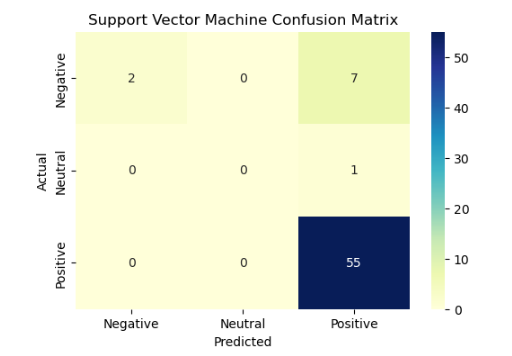 Support Vector Machine Confusion Matrix
Negative 2 0 7
Neutral 0 0 1
Positive 0 0 55
Actual
Negative Neutral Positive
Predicted
50
40
30
20
10
0